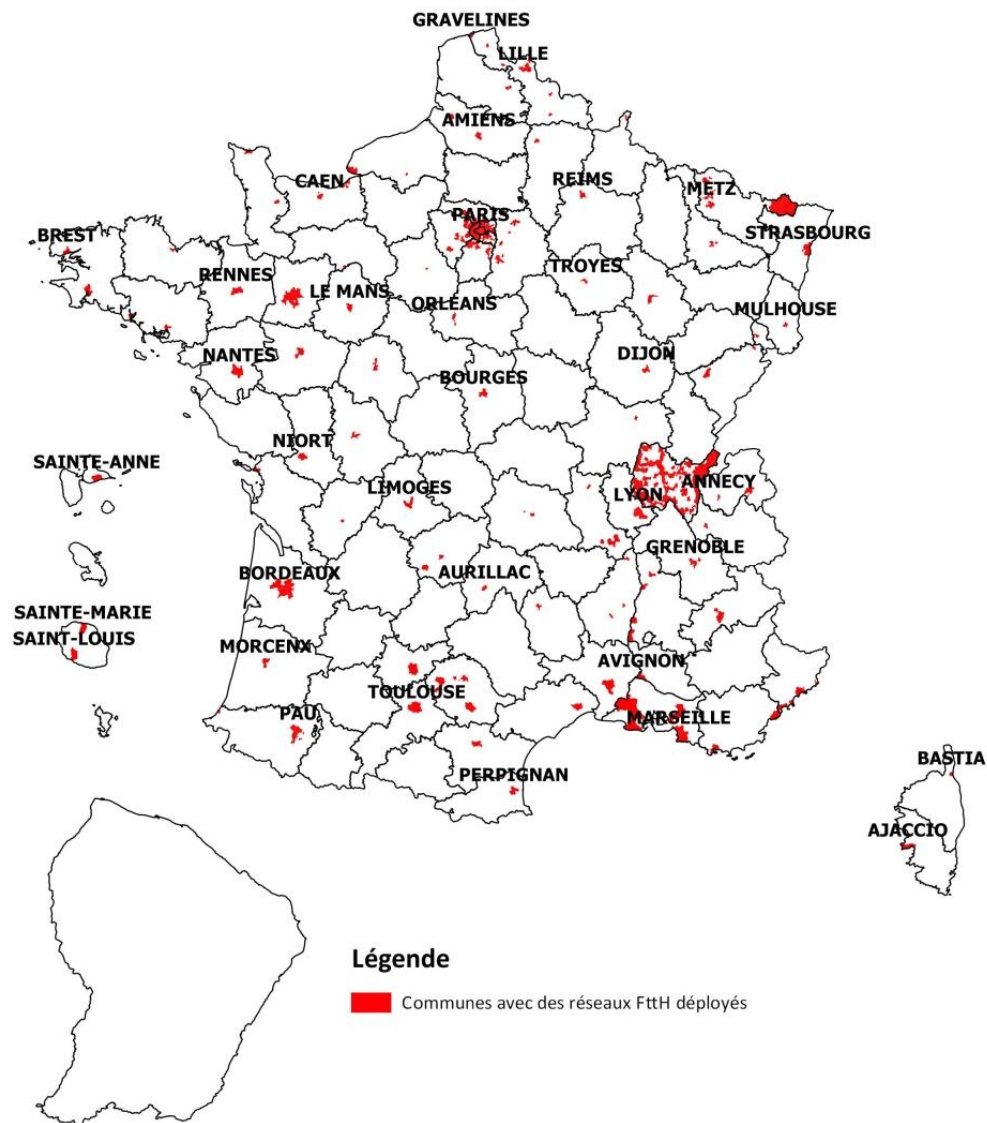 GRAVELINES
LILLE
AMIENS
CAEN
REIMS
METZ
PARIS
STRASBOURG
BREST
RENNES
LE MANS
ORLÉANS
TROYES
MULHOUSE
NANTES
DIJON
BOURGES
NIORT
SAINTE-ANNE
LIMOGES
LYON
ANNECY
GRENOBLE
BORDEAUX
AURILLAC
SAINTE-MARIE
SAINT-LOUIS
MORCENX
AVIGNON
TOULOUSE
PAU
MARSEILLE
BASTIA
PERPIGNAN
AJACCIO
Légende
Communes avec des réseaux FttH déployés